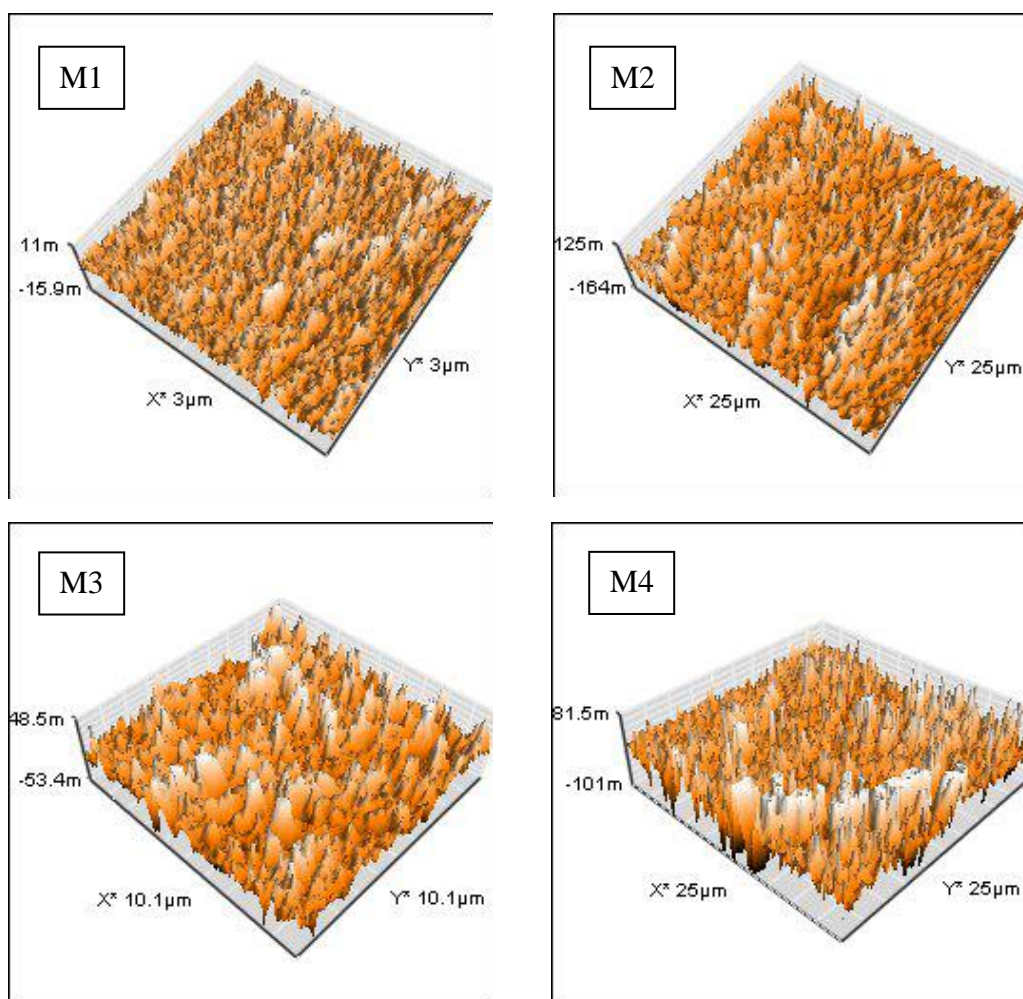 M1
11m
-15.9m
X* 3µm
Y* 3µm
M2
125m
-164m
X* 25µm
Y* 25µm
M3
48.5m
-53.4m
X* 10.1µm
Y* 10.1µm
M4
81.5m
-101m
X* 25µm
Y* 25µm